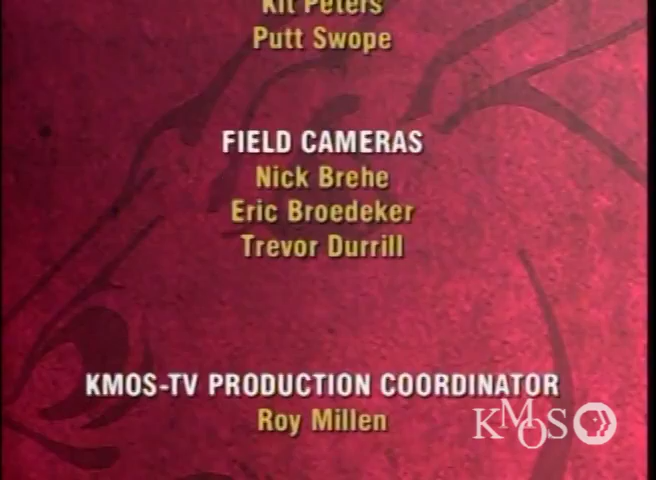 Kit Peters
Putt Swope
FIELD CAMERAS
Nick Brehe
Eric Broedeker
Trevor Durrill
KMOS-TV PRODUCTION COORDINATOR
Roy Millen
KMOS